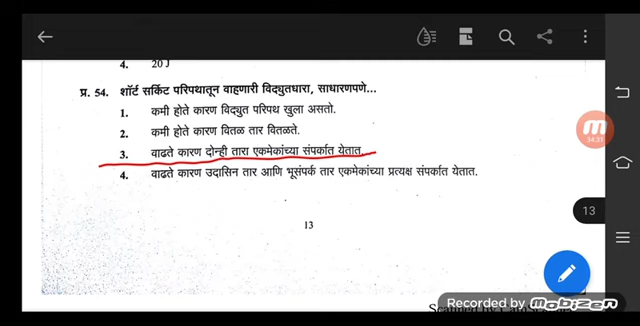 4. 20 J
प्र. 54. शॉर्ट सर्किट परिपथातून वाहणारी विद्युतधारा, साधारणपणे...
1. कमी होते कारण विद्युत परिपथ खुला असतो.
2. कमी होते कारण वितळ तार वितळते.
3. वाढते कारण दोन्ही तारा एकमेकांच्या संपर्कात येतात.
4. वाढते कारण उदासिन तार आणि भूसंपर्क तार एकमेकांच्या प्रत्यक्ष संपर्कात येतात.
M
54:31
13
13
Recorded by Mobizen